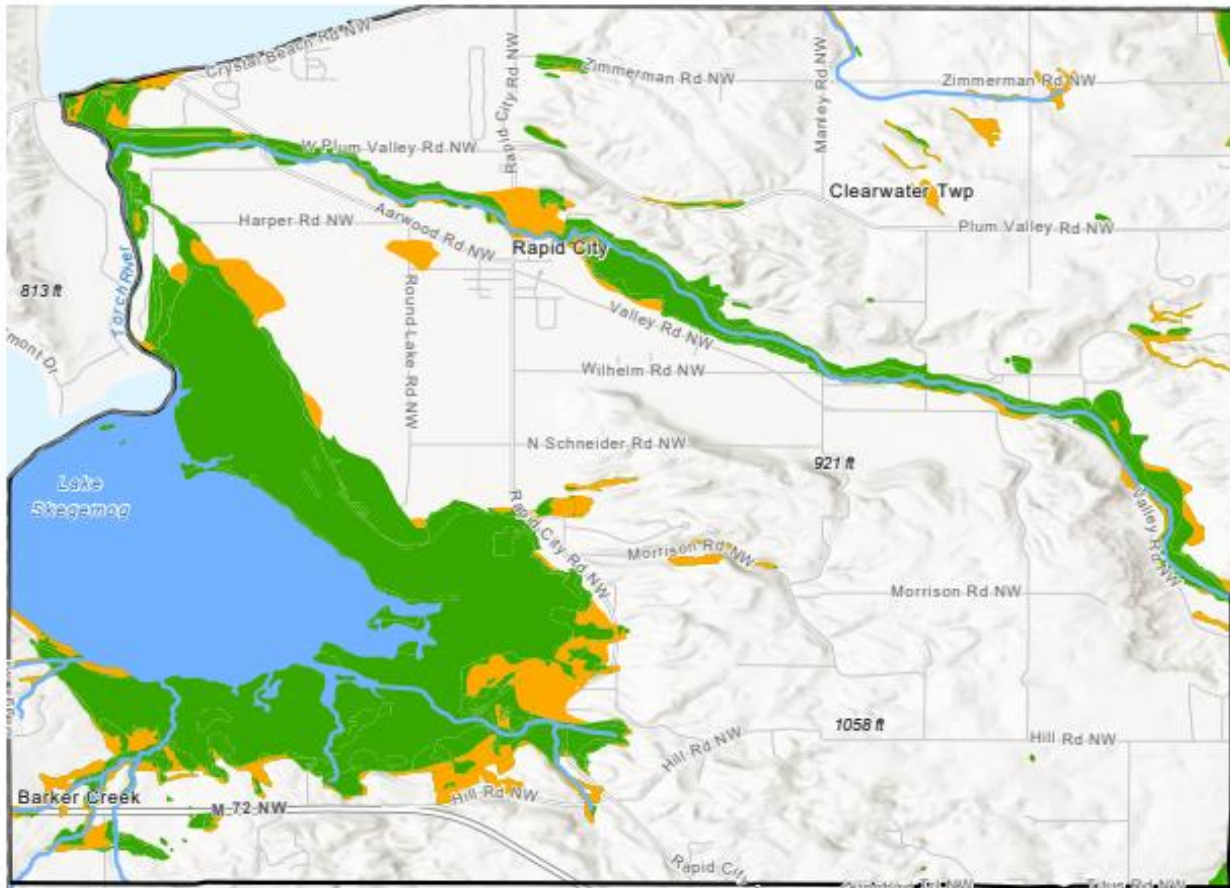 Crystal Beach Rd NW
Rapid City Rd NW
Zimmerman Rd NW
Manley Rd NW
Zimmerman Rd NW
W Plum Valley Rd NW
Clearwater Twp
Harper Rd NW
Aarwood Rd NW
Plum Valley Rd NW
Rapid City
Torch River
813 ft
Round Lake Rd NW
Valley Rd NW
mont Dr
Wilhelm Rd NW
N Schneider Rd NW
921 ft
Lake
Skegemog
Rapid City Rd NW
Valley Rd NW
Morrison Rd NW
Morrison Rd NW
1058 ft
Hill Rd NW
Hill Rd NW
Barker Creek
M 72 NW
Hill Rd NW
Rapid City